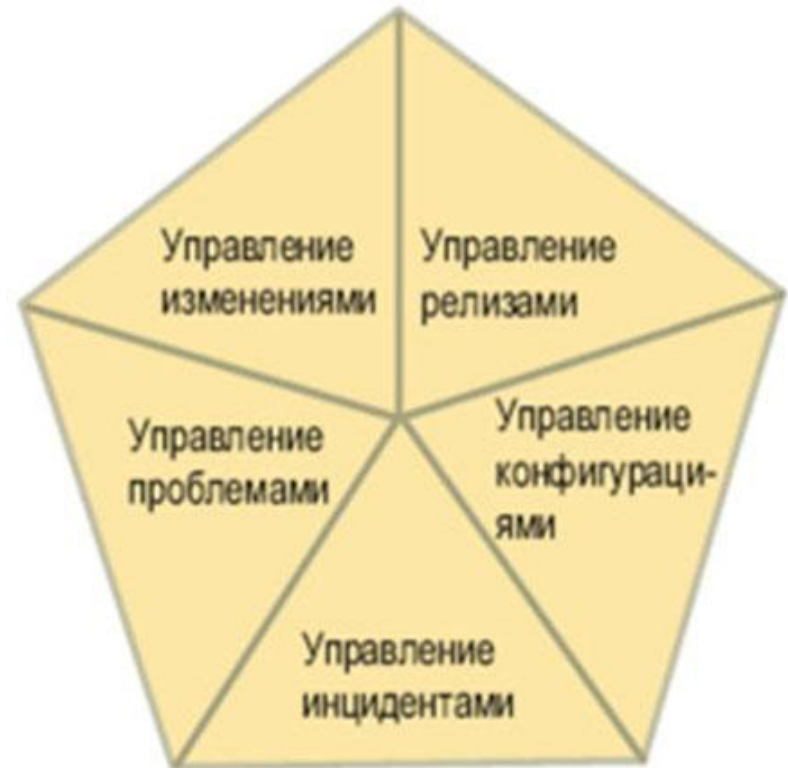 Управление
изменениями
Управление
релизами
Управление
проблемами
Управление
конфигураци-
ями
Управление
инцидентами